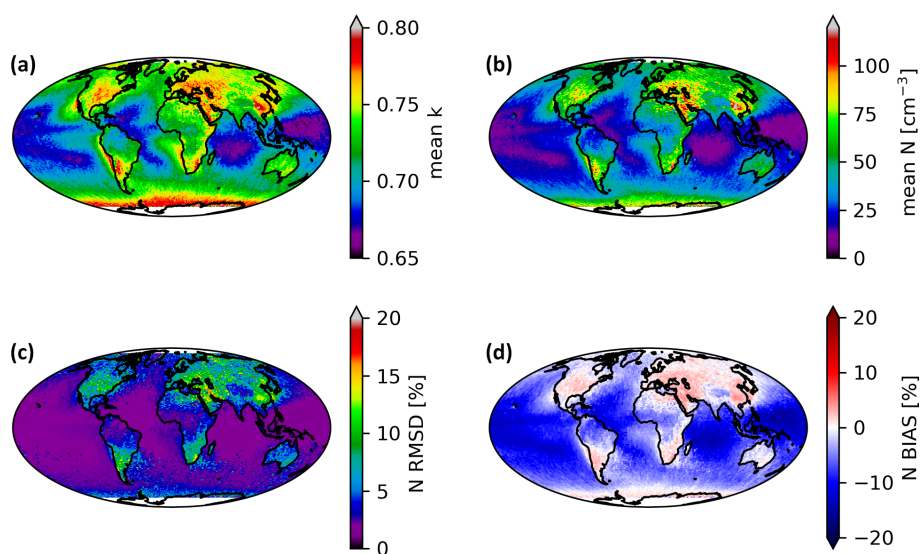 (a)
0.80
0.75
0.70
0.65
mean k
(b)
100
75
50
25
0
mean N [cm⁻³]
(c)
20
15
10
5
0
N RMSD [%]
(d)
20
10
0
−10
−20
N BIAS [%]